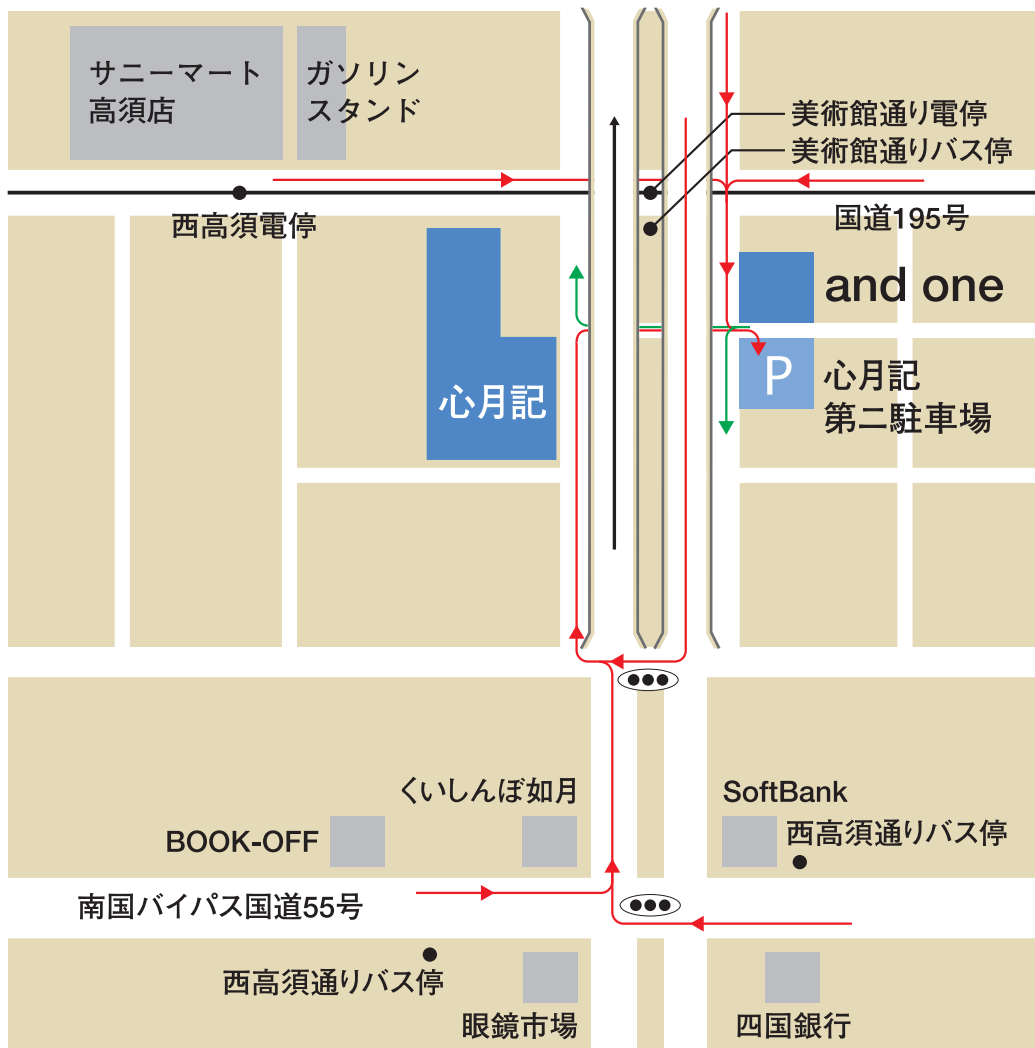 サニーマート
高須店
ガソリン
スタンド
美術館通り電停
美術館通りバス停
西高須電停
国道195号
and one
心月記
P
心月記
第二駐車場
くいしんぼ如月
SoftBank
BOOK-OFF
西高須通りバス停
南国バイパス国道55号
西高須通りバス停
眼鏡市場
四国銀行